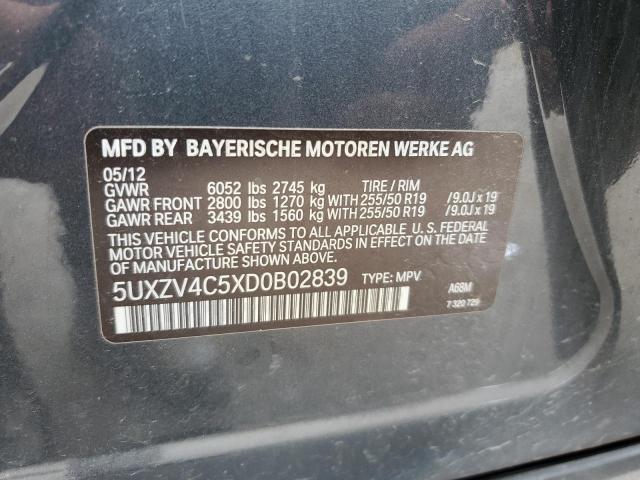 MFD BY BAYERISCHE MOTOREN WERKE AG
05/12
GVWR 6052 lbs 2745 kg TIRE / RIM
GAWR FRONT 2800 lbs 1270 kg WITH 255/50 R19 /9.0J x 19
GAWR REAR 3439 lbs 1560 kg WITH 255/50 R19 /9.0J x 19
THIS VEHICLE CONFORMS TO ALL APPLICABLE U. S. FEDERAL
MOTOR VEHICLE SAFETY STANDARDS IN EFFECT ON THE DATE OF
MANUFACTURE SHOWN ABOVE.
5UXZV4C5XD0B02839 TYPE: MPV A68M
7 320 729